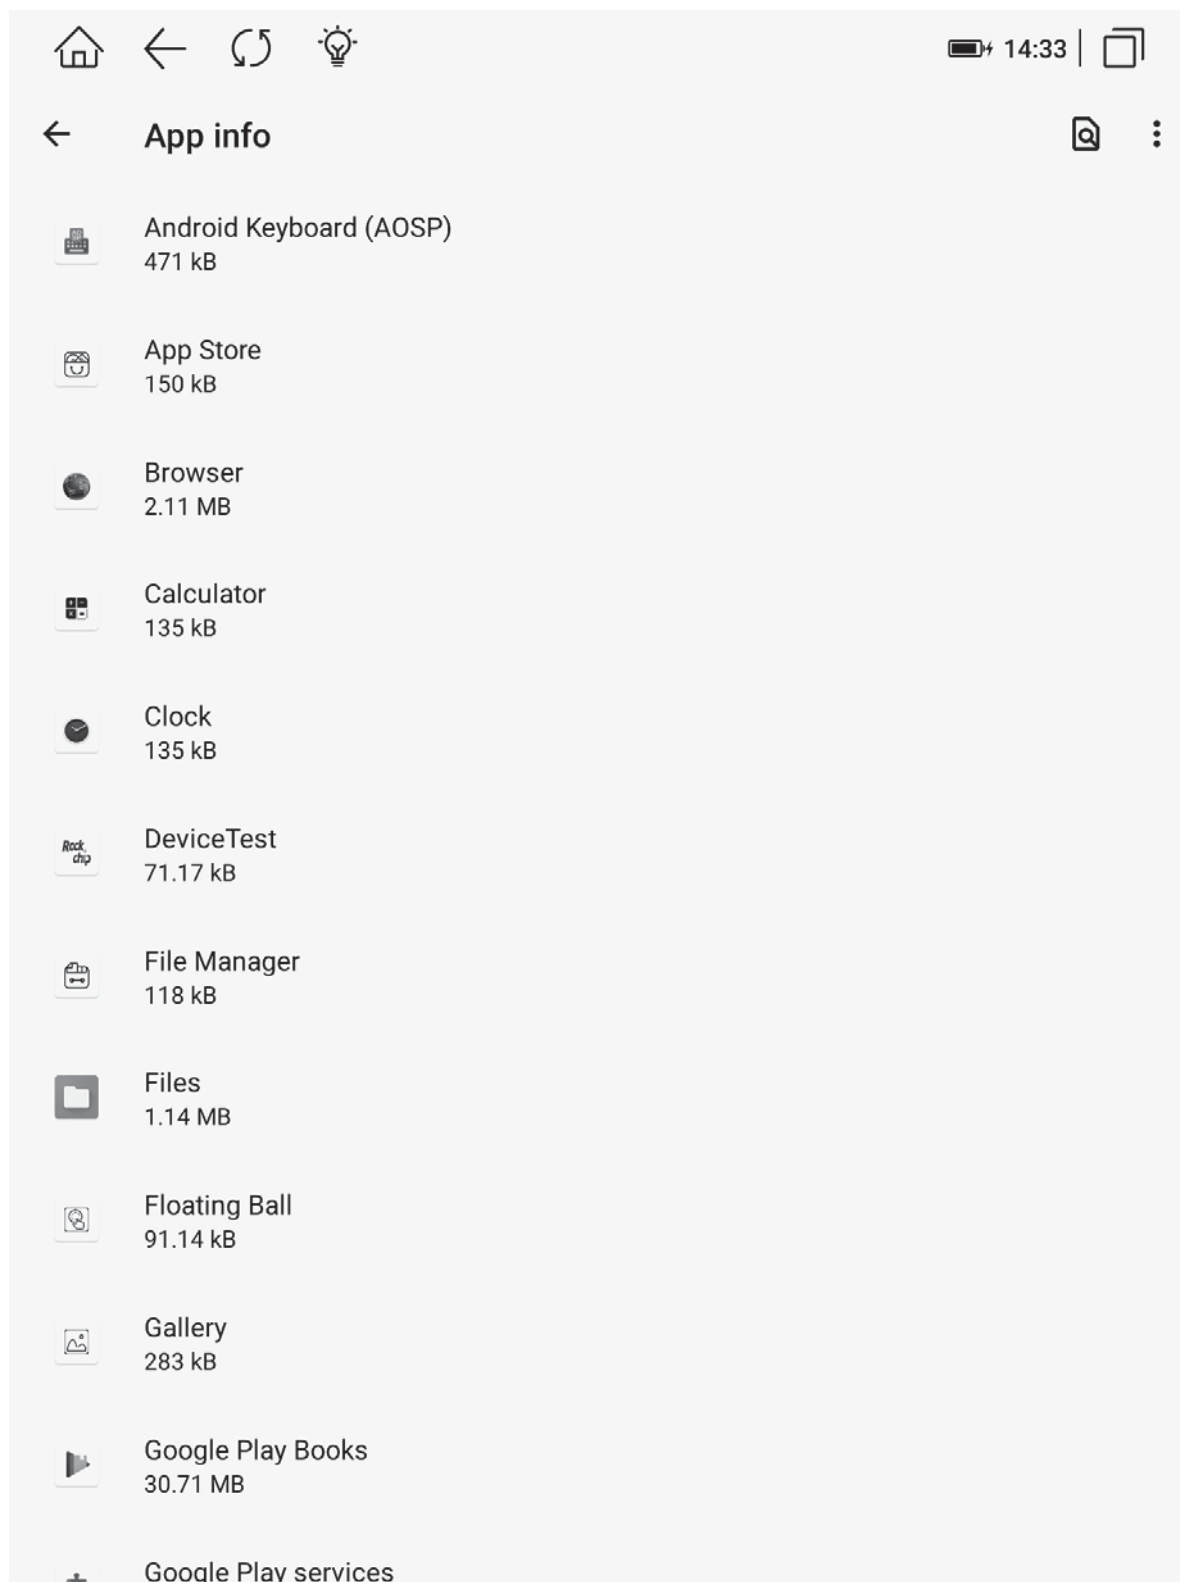 14:33
App info
Android Keyboard (AOSP)
471 kB
App Store
150 kB
Browser
2.11 MB
Calculator
135 kB
Clock
135 kB
Rock
chip
DeviceTest
71.17 kB
File Manager
118 kB
Files
1.14 MB
Floating Ball
91.14 kB
Gallery
283 kB
Google Play Books
30.71 MB
Google Play services